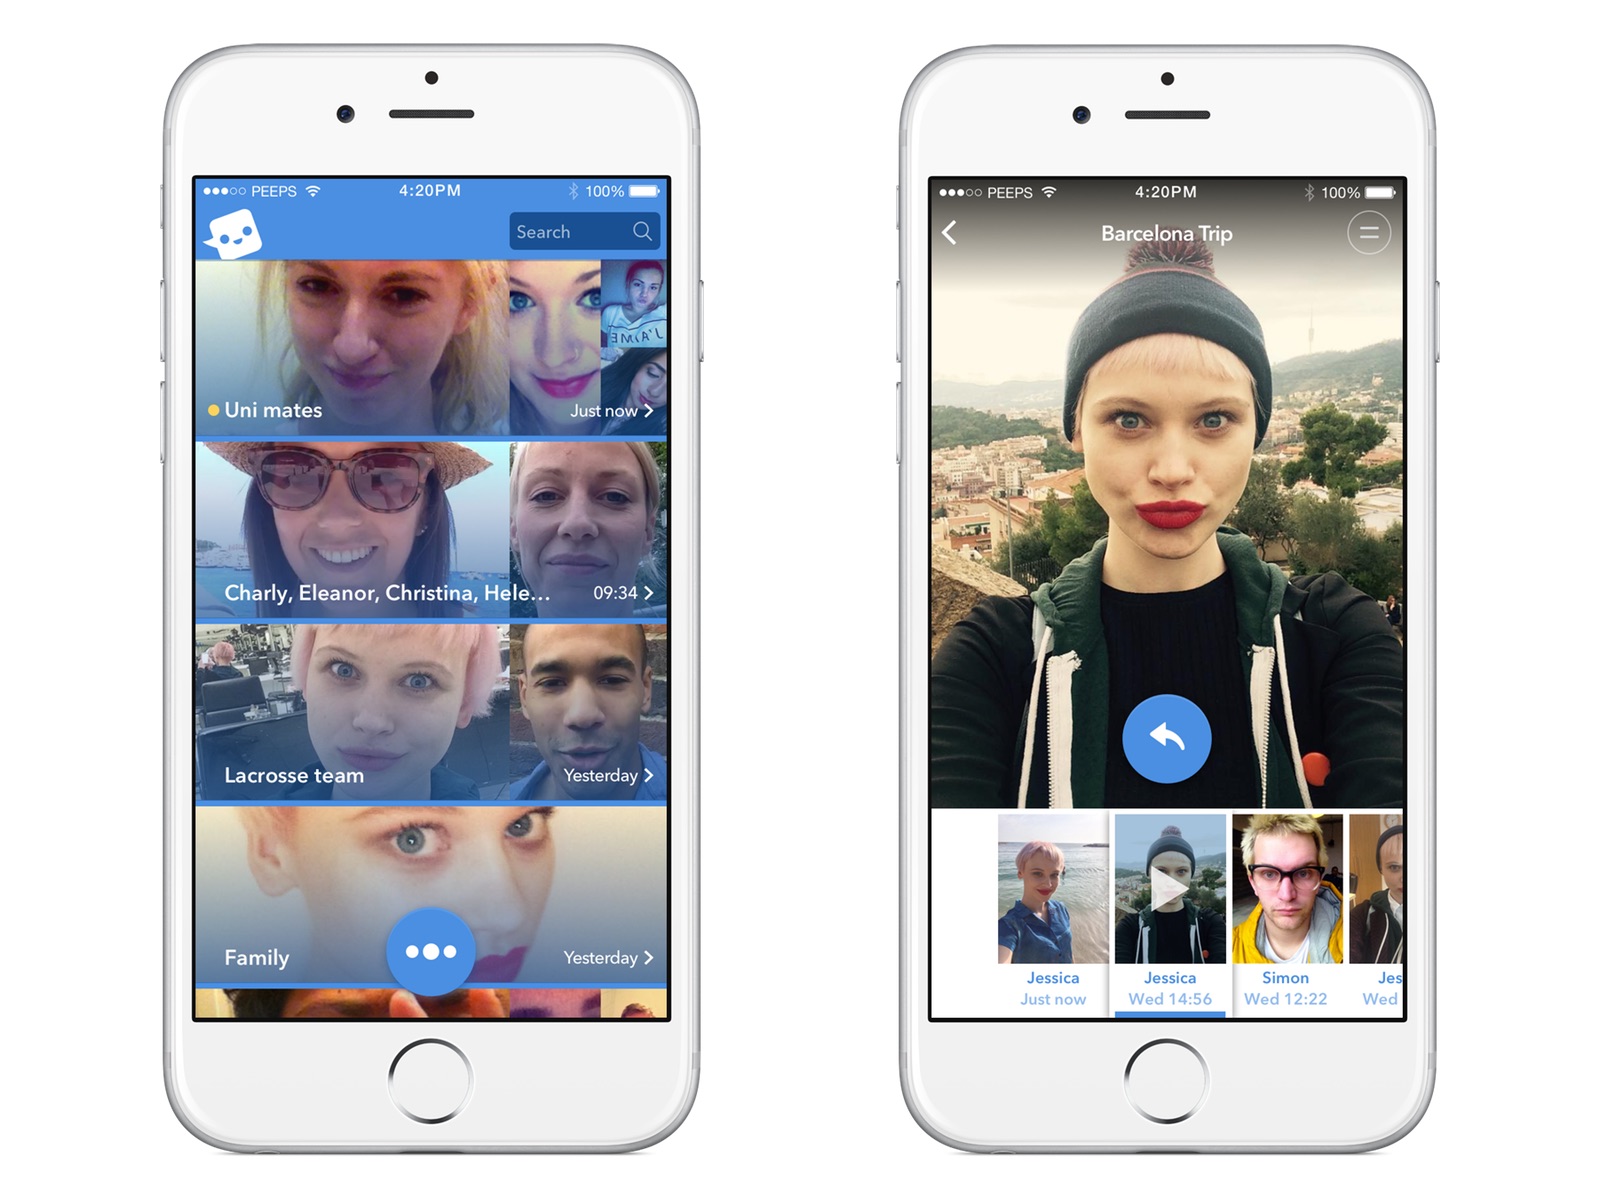 PEEPS 4:20PM 100%
Search
Uni mates Just now
Charly, Eleanor, Christina, Hele... 09:34
Lacrosse team Yesterday
Family Yesterday
PEEPS 4:20PM 100%
Barcelona Trip
Jessica Jessica Simon Jes
Just now Wed 14:56 Wed 12:22 Wed